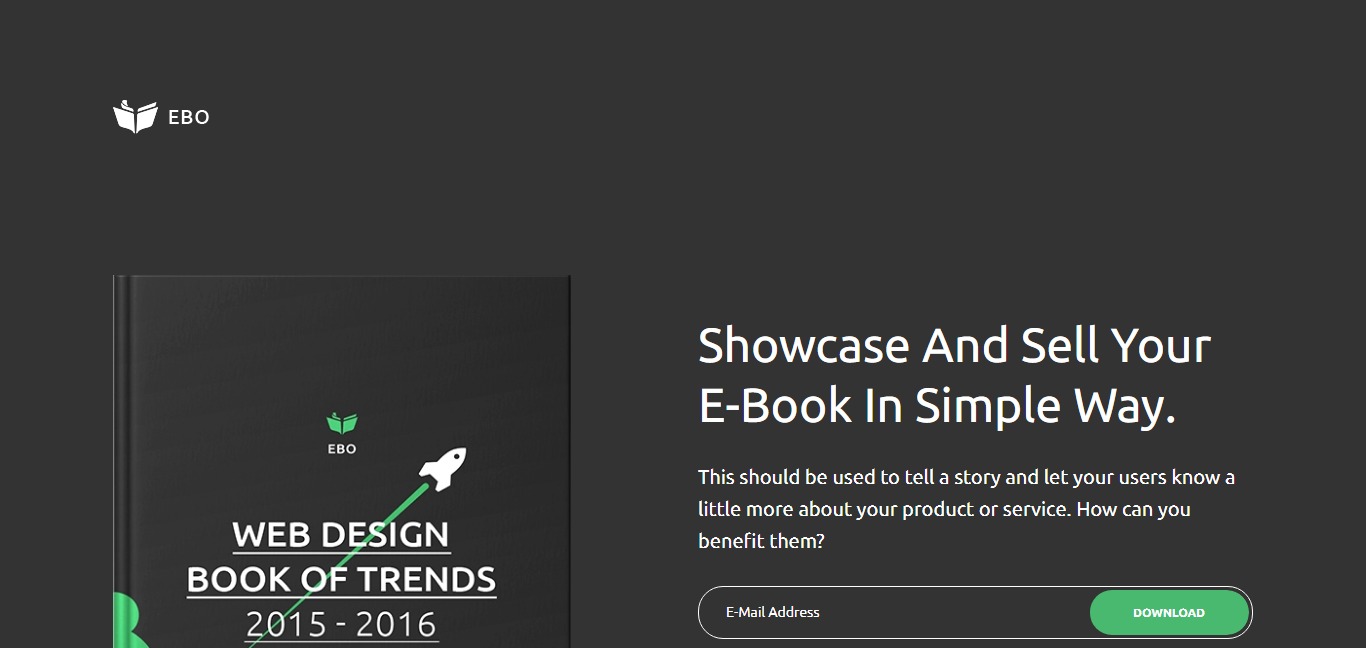 EBO
EBO
WEB DESIGN
BOOK OF TRENDS
2015 - 2016
Showcase And Sell Your
E-Book In Simple Way.
This should be used to tell a story and let your users know a
little more about your product or service. How can you
benefit them?
E-Mail Address
DOWNLOAD